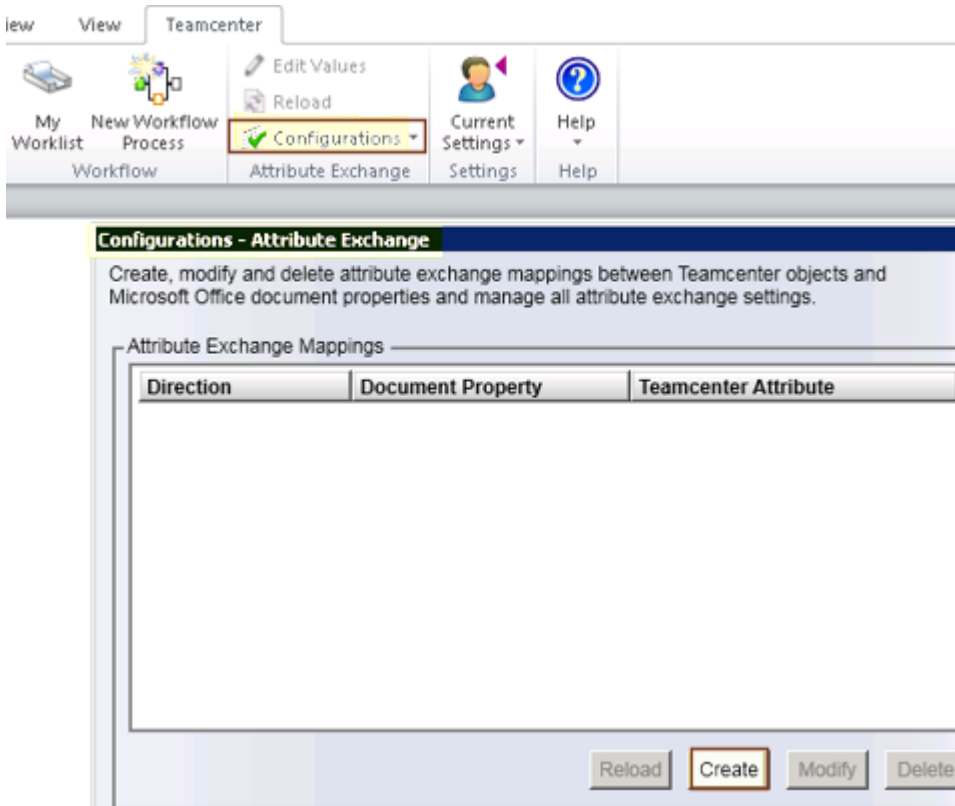 iew View Teamcenter
Edit Values
Reload
My Worklist
New Workflow Process
Configurations
Current Settings
Help
Workflow Attribute Exchange Settings Help
Configurations - Attribute Exchange
Create, modify and delete attribute exchange mappings between Teamcenter objects and
Microsoft Office document properties and manage all attribute exchange settings.
Attribute Exchange Mappings
Direction Document Property Teamcenter Attribute
Reload Create Modify Delete